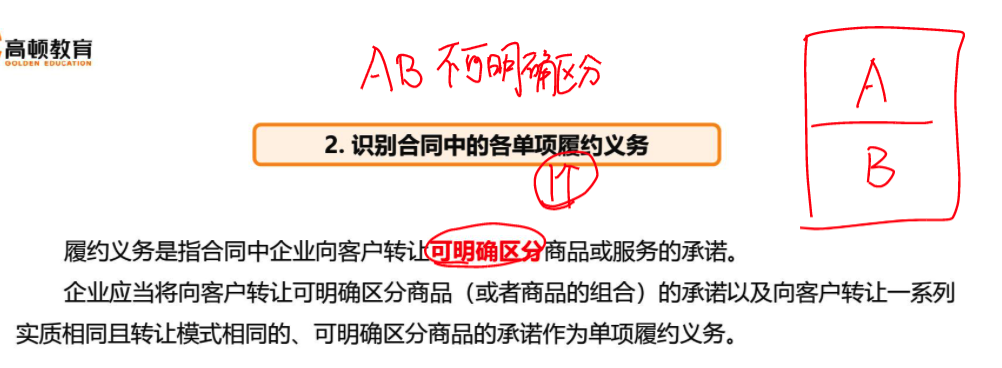 高顿教育
GOLDEN EDUCATION
AB 不可明确区分
A
B
2. 识别合同中的各单项履约义务
1个
履约义务是指合同中企业向客户转让可明确区分商品或服务的承诺。
企业应当将向客户转让可明确区分商品（或者商品的组合）的承诺以及向客户转让一系列
实质相同且转让模式相同的、可明确区分商品的承诺作为单项履约义务。